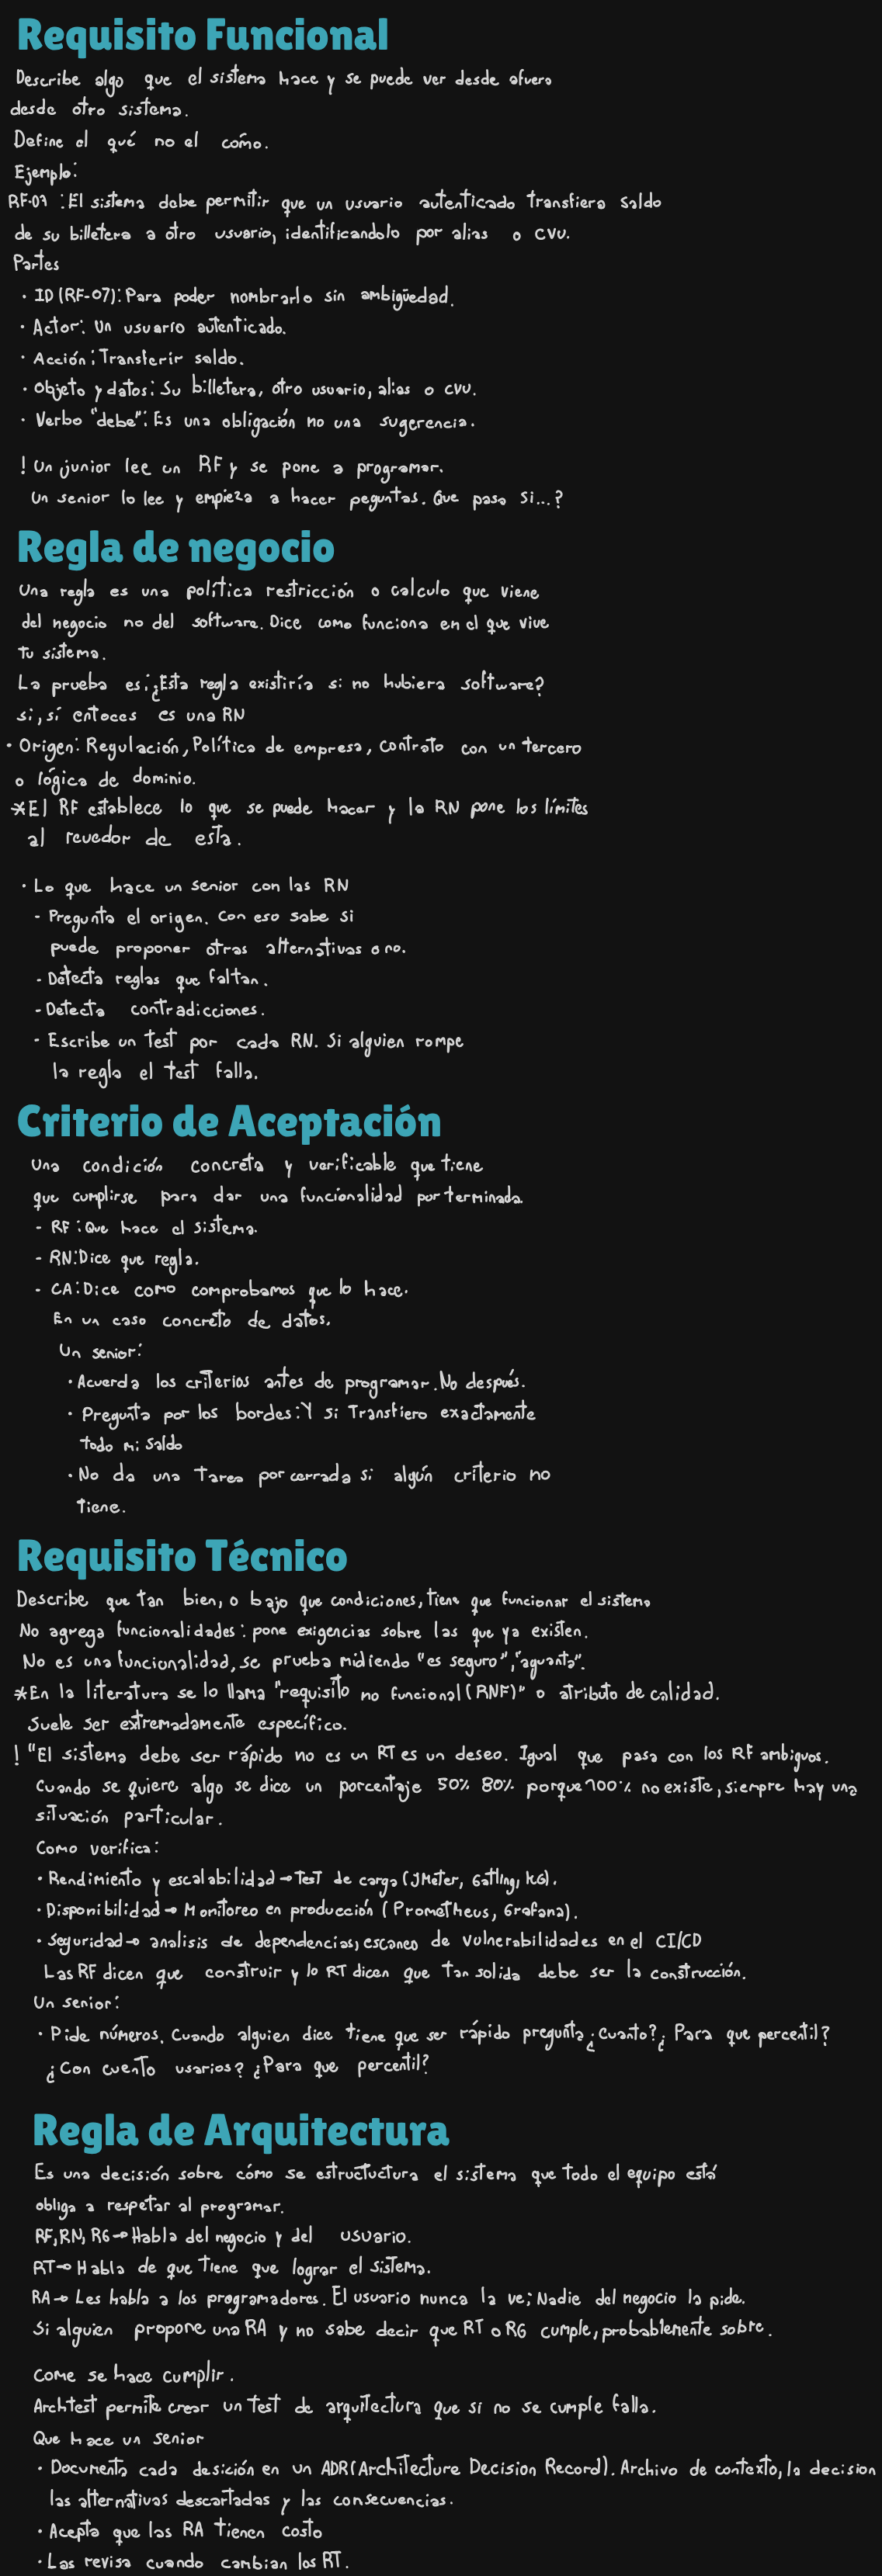 Requisito Funcional
Describe algo que el sistema hace y se puede ver desde afuera
desde otro sistema.
Define el qué no el cómo.
Ejemplo:
RF-07 : El sistema debe permitir que un usuario autenticado transfiera saldo
de su billetera a otro usuario, identificandolo por alias o CVU.
Partes
· ID (RF-07): Para poder nombrarlo sin ambigüedad.
· Actor: Un usuario autenticado.
· Acción: Transferir saldo.
· Objeto y datos: Su billetera, otro usuario, alias o CVU.
· Verbo "debe": Es una obligación no una sugerencia.
! Un junior lee un RF y se pone a programar.
Un senior lo lee y empieza a hacer peguntas. Que pasa si...?
Regla de negocio
Una regla es una política restricción o calculo que viene
del negocio no del software. Dice como funciona en el que vive
tu sistema.
La prueba es: ¿Esta regla existiría si no hubiera software?
si, sí entoces es una RN
· Origen: Regulación, Política de empresa, contrato con un tercero
o lógica de dominio.
*El RF establece lo que se puede hacer y la RN pone los límites
al reuedor de esta.
· Lo que hace un senior con las RN
- Pregunta el origen. Con eso sabe si
puede proponer otras alternativas o no.
- Detecta reglas que faltan.
- Detecta contradicciones.
- Escribe un test por cada RN. Si alguien rompe
la regla el test falla.
Criterio de Aceptación
Una condición concreta y verificable que tiene
que cumplirse para dar una funcionalidad por terminada.
- RF: Que hace el sistema.
- RN: Dice que regla.
- CA: Dice como comprobamos que lo hace.
En un caso concreto de datos.
Un senior:
· Acuerda los criterios antes de programar. No después.
· Pregunta por los bordes: Y si Transfiero exactamente
todo mi saldo
· No da una tarea por cerrada si algún criterio no
tiene.
Requisito Técnico
Describe que tan bien, o bajo que condiciones, tiene que funcionar el sistema
No agrega funcionalidades: pone exigencias sobre las que ya existen.
No es una funcionalidad, se prueba midiendo "es seguro", "aguanta".
*En la literatura se lo llama "requisito no funcional (RNF)" o atributo de calidad.
Suele ser extremadamente específico.
! "El sistema debe ser rápido no es un RT es un deseo. Igual que pasa con los RF ambiguos.
Cuando se quiere algo se dice un porcentaje 50% 80% porque 100% no existe, siempre hay una
situación particular.
Como verifica:
· Rendimiento y escalabilidad → Test de carga (JMeter, Gatling, k6).
· Disponibilidad → Monitoreo en producción (Prometheus, Grafana).
· Seguridad → analisis de dependencias, escaneo de vulnerabilidades en el CI/CD
Las RF dicen que construir y lo RT dicen que tan solida debe ser la construcción.
Un senior:
· Pide números. Cuando alguien dice tiene que ser rápido pregunta ¿cuanto? ¿ Para que percentil?
¿Con cuento usuarios? ¿Para que percentil?
Regla de Arquitectura
Es una decisión sobre cómo se estructuctura el sistema que todo el equipo está
obliga a respetar al programar.
RF, RN, RG → Habla del negocio y del usuario.
RT → Habla de que tiene que lograr el sistema.
RA → Les habla a los programadores. El usuario nunca la ve; Nadie del negocio la pide.
Si alguien propone una RA y no sabe decir que RT o RG cumple, probablemente sobre.
Come se hace cumplir.
Archtest permite crear un test de arquitectura que si no se cumple falla.
Que hace un senior
· Documenta cada desición en un ADR (Architecture Decision Record). Archivo de contexto, la decision
las alternativas descartadas y las consecuencias.
· Acepta que las RA tienen costo
· Las revisa cuando cambian los RT.